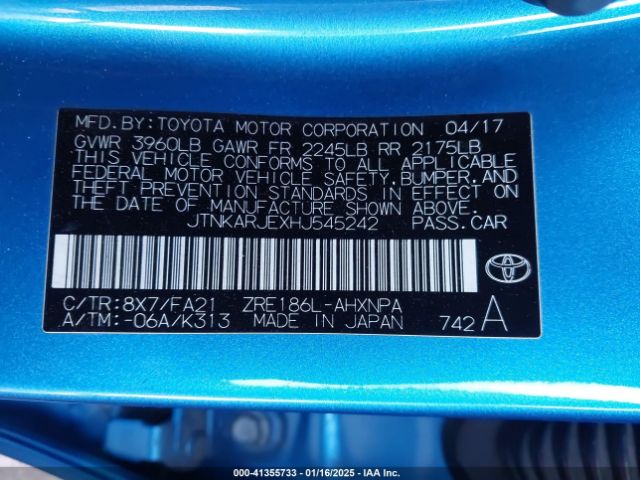 MFD.BY:TOYOTA MOTOR CORPORATION 04/17
GVWR 3960LB GAWR FR 2245LB RR 2175LB
THIS VEHICLE CONFORMS TO ALL APPLICABLE
FEDERAL MOTOR VEHICLE SAFETY,BUMPER,AND
THEFT PREVENTION STANDARDS IN EFFECT ON
THE DATE OF MANUFACTURE SHOWN ABOVE.
JTNKARJEXHJ545242 PASS.CAR
C/TR:8X7/FA21 ZRE186L-AHXNPA
A/TM:-06A/K313 MADE IN JAPAN 742 A
000-41355733 - 01/16/2025 - IAA Inc.